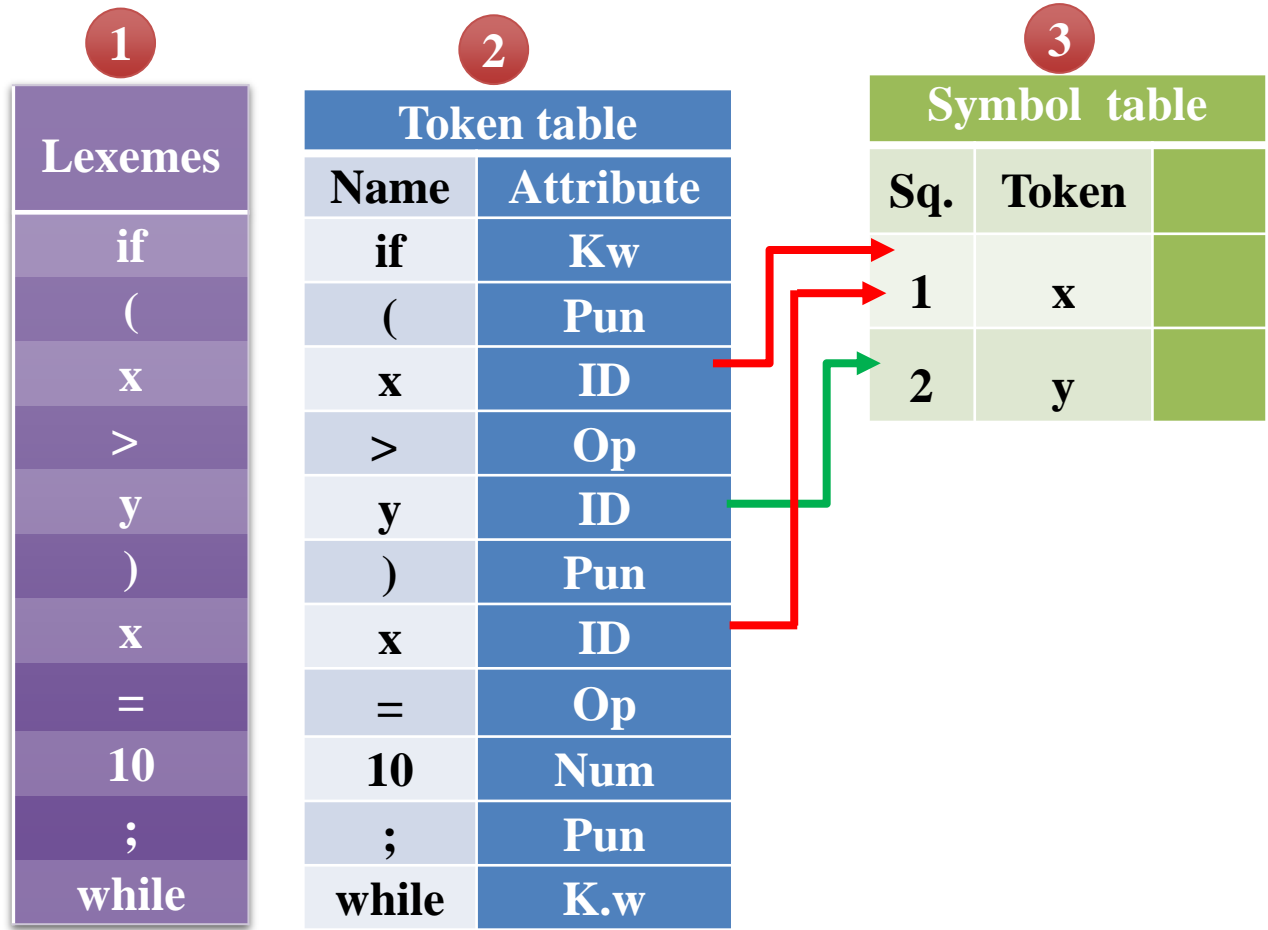 1
Lexemes
if
(
x
>
y
)
x
=
10
;
while
2
Token table
Name Attribute
if Kw
( Pun
x ID
> Op
y ID
) Pun
x ID
= Op
10 Num
; Pun
while K.w
3
Symbol table
Sq. Token
1 x
2 y